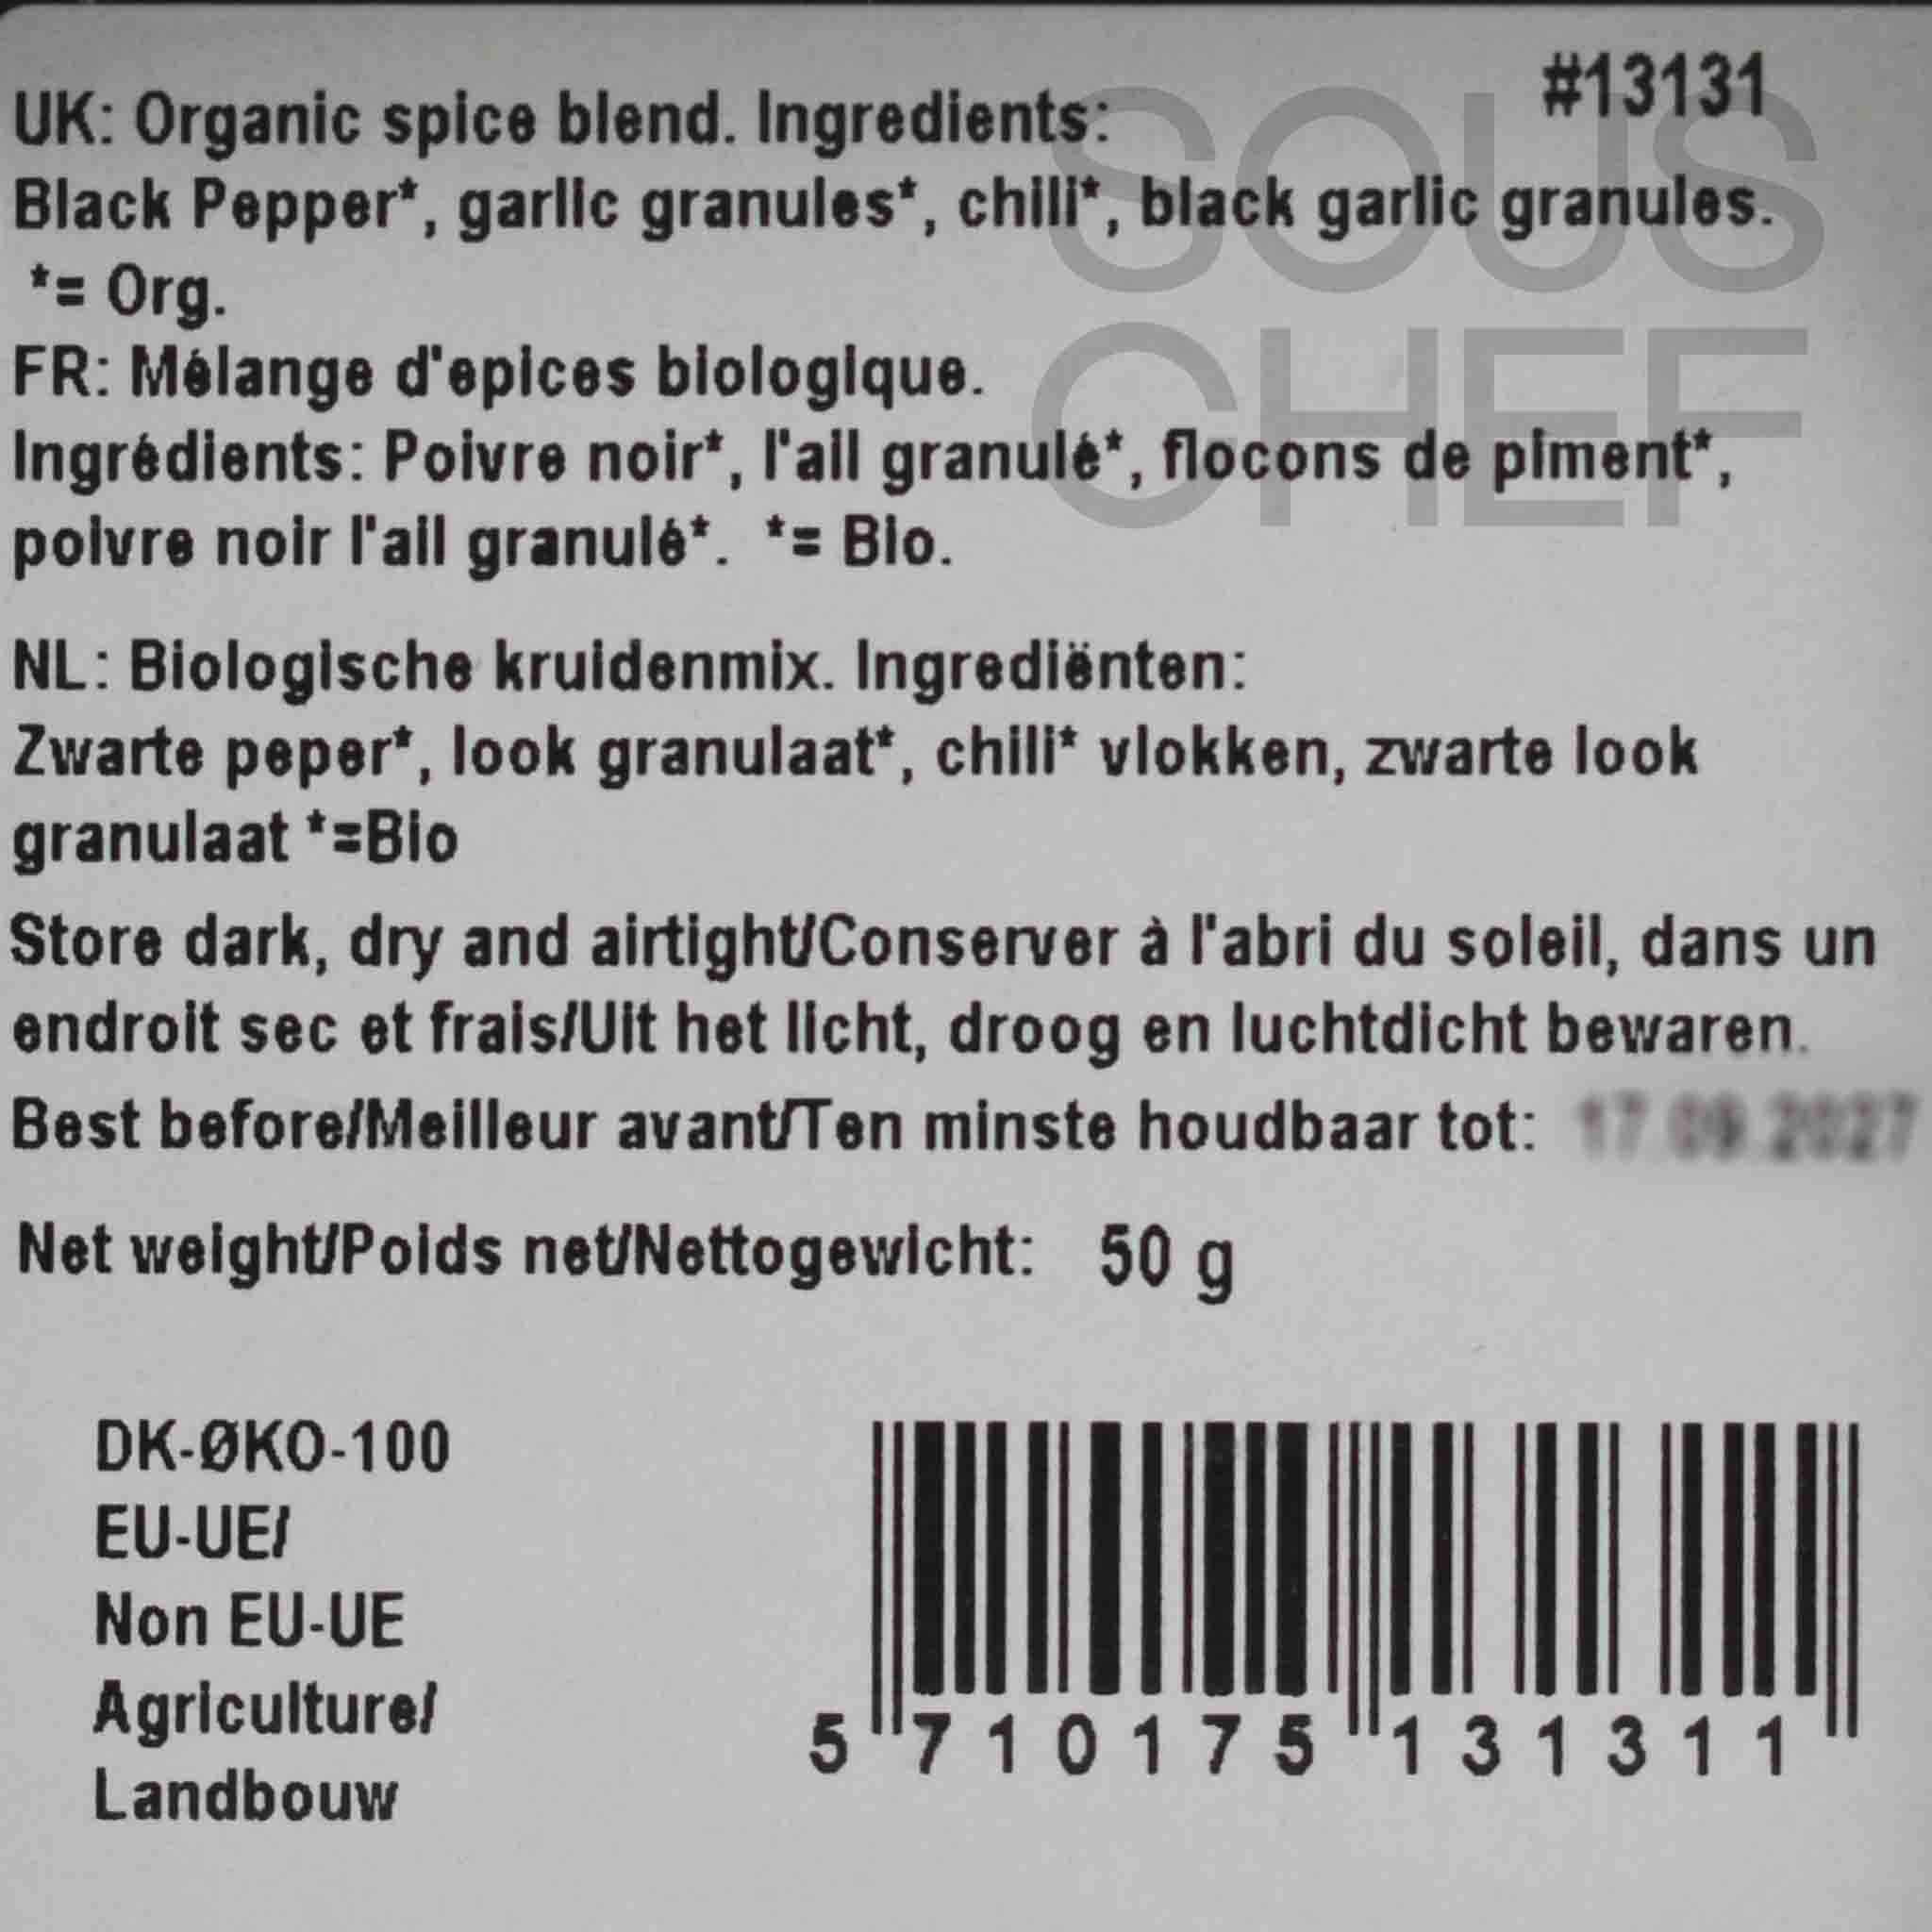 #13131
UK: Organic spice blend. Ingredients:
Black Pepper*, garlic granules*, chili*, black garlic granules.
*= Org.
FR: Mélange d'epices biologique.
Ingrédients: Poivre noir*, l'ail granulé*, flocons de piment*,
poivre noir l'ail granulé*. *= Bio.
NL: Biologische kruidenmix. Ingrediënten:
Zwarte peper*, look granulaat*, chili* vlokken, zwarte look
granulaat *=Bio
Store dark, dry and airtight/Conserver à l'abri du soleil, dans un
endroit sec et frais/Uit het licht, droog en luchtdicht bewaren.
Best before/Meilleur avant/Ten minste houdbaar tot:
Net weight/Poids net/Nettogewicht: 50 g
DK-ØKO-100
EU-UE/
Non EU-UE
Agriculture/
Landbouw
5 710175 131311
SOUS
CHEF